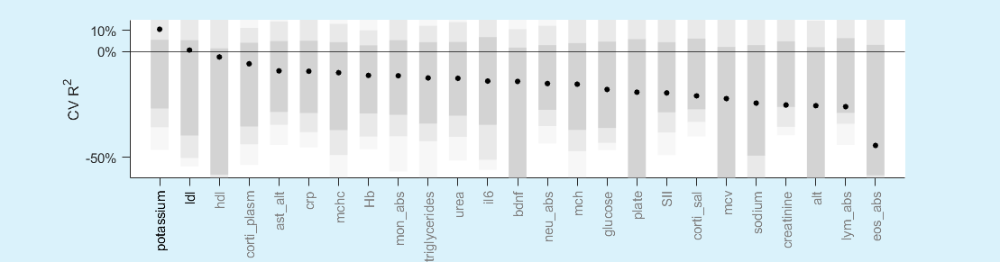 10%
0%
-50%
CV R²
potassium
ldl
hdl
corti_plasm
ast_alt
crp
mchc
Hb
mon_abs
triglycerides
urea
il6
bdnf
neu_abs
mch
glucose
plate
SII
corti_sal
mcv
sodium
creatinine
alt
lym_abs
eos_abs